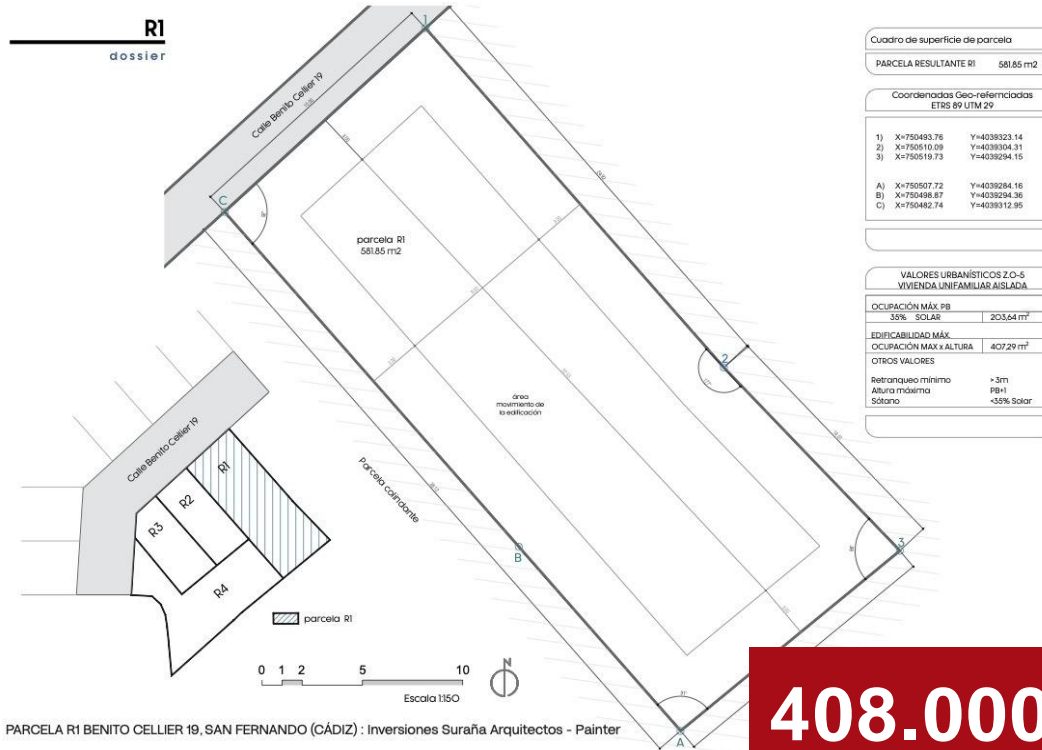 R1
dossier
Calle Benito Cellier 19
parcela R1
581.85 m2
área
movimiento de
la edificación
Parcela colindante
1
2
3
A
B
C
Cuadro de superficie de parcela
PARCELA RESULTANTE R1 581.85 m2
Coordenadas Geo-refernciadas
ETRS 89 UTM 29
1) X=750493.76 Y=4039323.14
2) X=750510.09 Y=4039304.31
3) X=750519.73 Y=4039294.15
A) X=750507.72 Y=4039284.16
B) X=750498.87 Y=4039294.36
C) X=750482.74 Y=4039312.95
VALORES URBANÍSTICOS Z.O-5
VIVIENDA UNIFAMILIAR AISLADA
OCUPACIÓN MÁX. PB
35% SOLAR 203,64 m²
EDIFICABILIDAD MÁX.
OCUPACIÓN MAX x ALTURA 407,29 m²
OTROS VALORES
Retranqueo mínimo > 3m
Altura máxima PB+1
Sótano <35% Solar
Calle Benito Cellier 19
R1
R2
R3
R4
parcela R1
0 1 2 5 10
Escala 1:150
N
PARCELA R1 BENITO CELLIER 19, SAN FERNANDO (CÁDIZ) : Inversiones Suraña Arquitectos - Painter
408.000